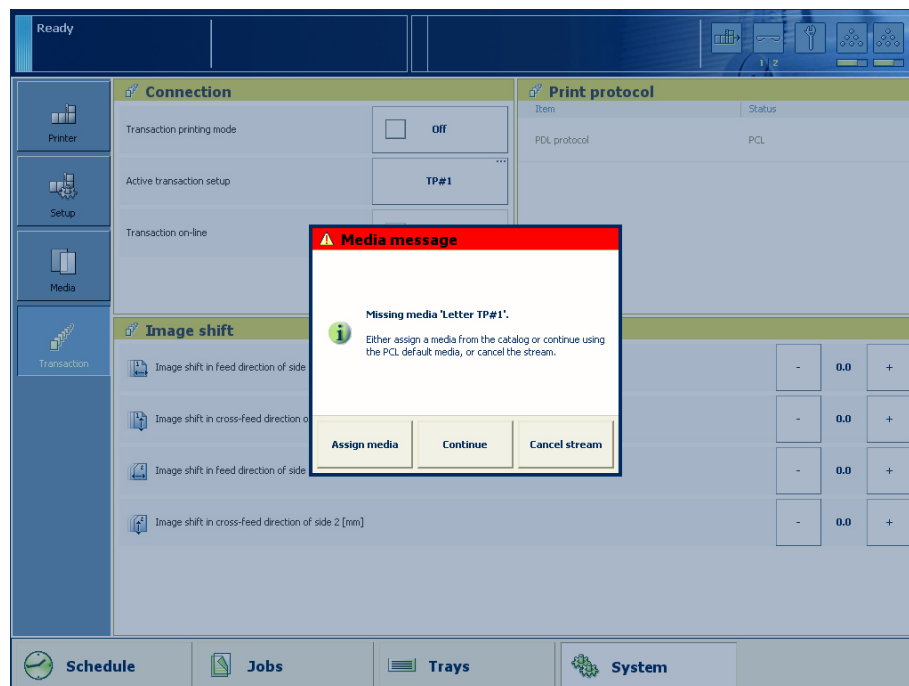 Ready
1 2
Connection
Transaction printing mode
Off
Active transaction setup
...
TP#1
Transaction on-line
Print protocol
Item Status
PDL protocol PCL
Printer
Setup
Media
Transaction
Media message
Missing media 'Letter TP#1'.
Either assign a media from the catalog or continue using
the PCL default media, or cancel the stream.
Assign media Continue Cancel stream
Image shift
Image shift in feed direction of side
- 0.0 +
Image shift in cross-feed direction o
- 0.0 +
Image shift in feed direction of side
- 0.0 +
Image shift in cross-feed direction of side 2 [mm]
- 0.0 +
Schedule Jobs Trays System